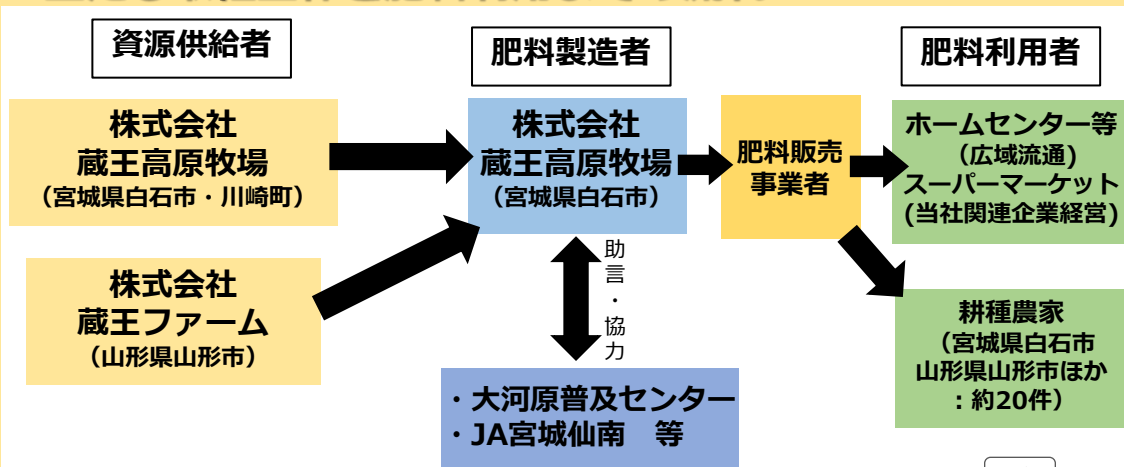 資源供給者
肥料製造者
肥料利用者
株式会社
蔵王高原牧場
(宮城県白石市・川崎町)
株式会社
蔵王ファーム
(山形県山形市)
株式会社
蔵王高原牧場
(宮城県白石市)
助言・協力
・大河原普及センター
・JA宮城仙南　等
肥料販売
事業者
ホームセンター等
(広域流通)
スーパーマーケット
(当社関連企業経営)
耕種農家
(宮城県白石市
山形県山形市ほか
：約20件)